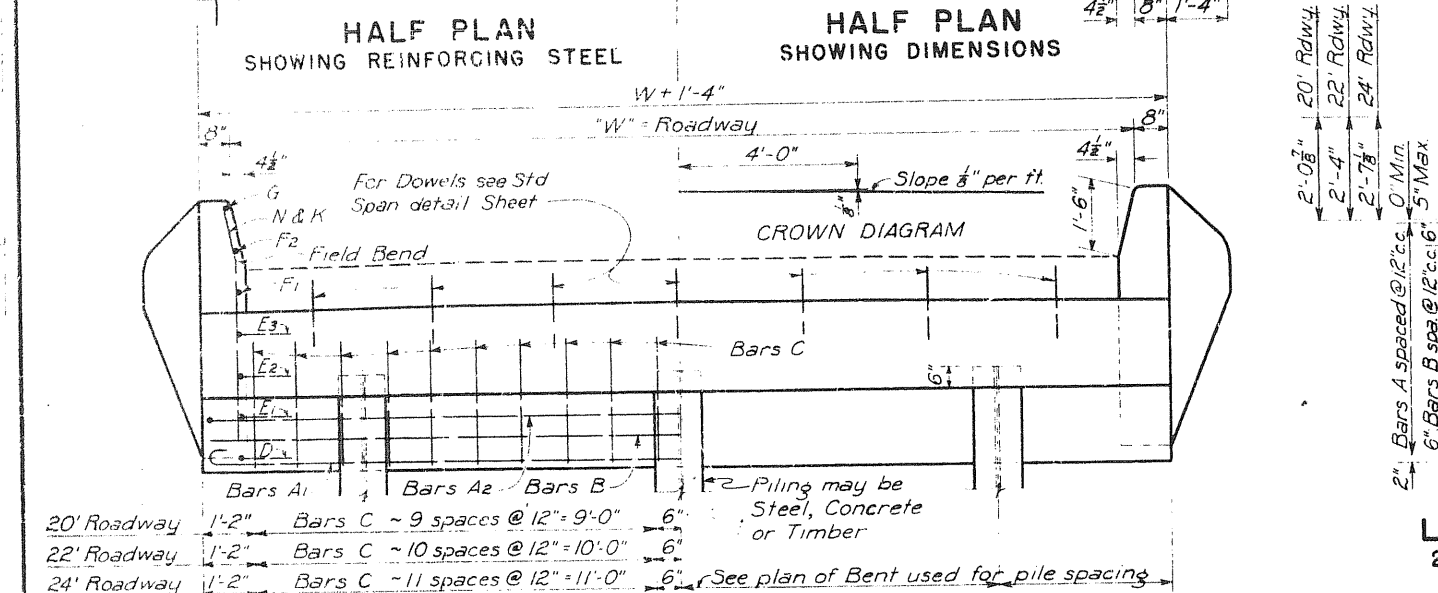 HALF PLAN
SHOWING REINFORCING STEEL
HALF PLAN
SHOWING DIMENSIONS
4½" 8" 1'-4"
W + 1'-4"
"W" = Roadway
8"
8"
4½"
4'-0"
4½"
Slope ⅛" per ft.
1'-6"
CROWN DIAGRAM
For Dowels see Std
Span detail Sheet
G
N & K
F2
Field Bend
F1
E3
E2
E1
D
Bars C
6"
Bars A1
Bars A2
Bars B
Piling may be
Steel, Concrete
or Timber
20' Roadway 1'-2" Bars C ~ 9 spaces @ 12" = 9'-0" 6"
22' Roadway 1'-2" Bars C ~ 10 spaces @ 12" = 10'-0" 6"
24' Roadway 1'-2" Bars C ~ 11 spaces @ 12" = 11'-0" 6"
See plan of Bent used for pile spacing
2'-0⅞" 20' Rdwy.
2'-4" 22' Rdwy.
2'-7⅛" 24' Rdwy.
2" Bars A spaced @ 12" c.c. 0" Min.
6" Bars B spa. @ 12" c.c. 6" 5" Max.